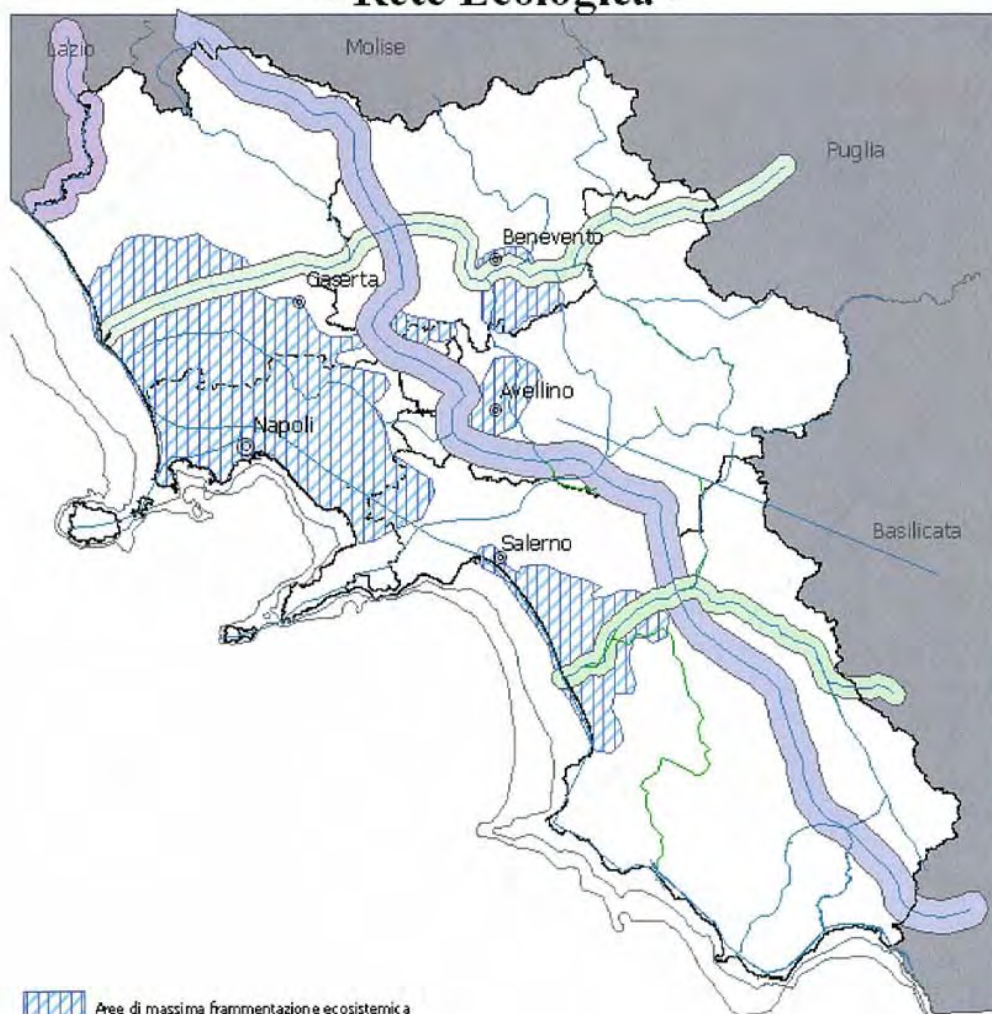 Rete Ecologica
Lazio
Molise
Puglia
Benevento
Caserta
Avellino
Napoli
Basilicata
Salerno
Aree di massima frammentazione ecosistemica